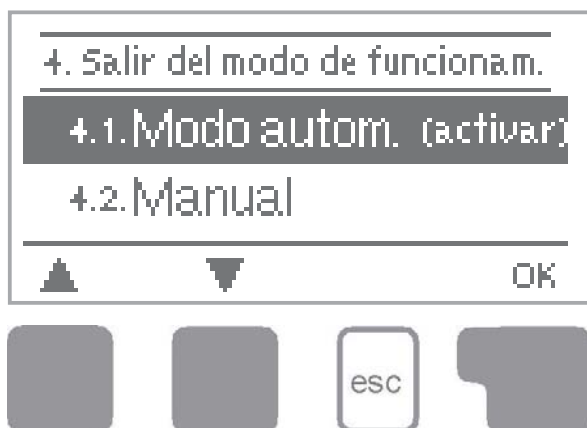 4. Salir del modo de funcionam.
4.1. Modo autom. (activar)
4.2. Manual
▲ ▼ OK
esc